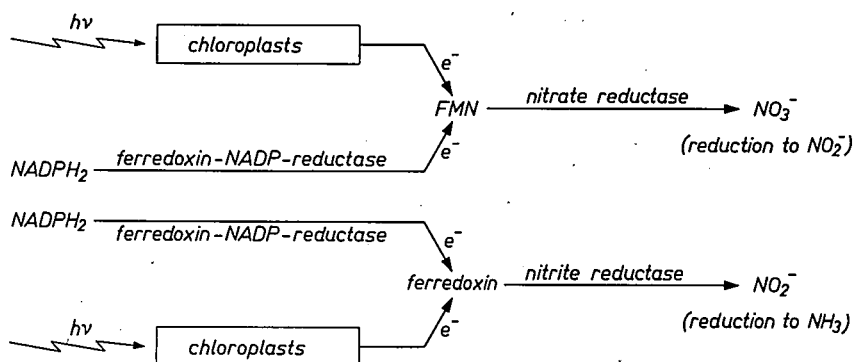 hν
chloroplasts
e⁻
FMN
nitrate reductase
NO₃⁻
(reduction to NO₂⁻)
NADPH₂
ferredoxin-NADP-reductase
e⁻
NADPH₂
ferredoxin-NADP-reductase
e⁻
ferredoxin
nitrite reductase
NO₂⁻
(reduction to NH₃)
hν
chloroplasts
e⁻